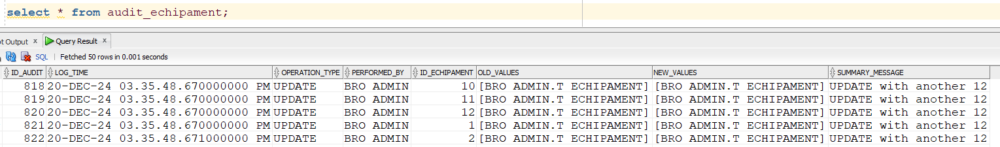 select * from audit_echipament;
ot Output x Query Result x
SQL | Fetched 50 rows in 0.001 seconds
ID_AUDIT LOG_TIME OPERATION_TYPE PERFORMED_BY ID_ECHIPAMENT OLD_VALUES NEW_VALUES SUMMARY_MESSAGE
818 20-DEC-24 03.35.48.670000000 PM UPDATE BRO ADMIN 10 [BRO ADMIN.T ECHIPAMENT] [BRO ADMIN.T ECHIPAMENT] UPDATE with another 12
819 20-DEC-24 03.35.48.670000000 PM UPDATE BRO ADMIN 11 [BRO ADMIN.T ECHIPAMENT] [BRO ADMIN.T ECHIPAMENT] UPDATE with another 12
820 20-DEC-24 03.35.48.670000000 PM UPDATE BRO ADMIN 12 [BRO ADMIN.T ECHIPAMENT] [BRO ADMIN.T ECHIPAMENT] UPDATE with another 12
821 20-DEC-24 03.35.48.670000000 PM UPDATE BRO ADMIN 1 [BRO ADMIN.T ECHIPAMENT] [BRO ADMIN.T ECHIPAMENT] UPDATE with another 12
822 20-DEC-24 03.35.48.671000000 PM UPDATE BRO ADMIN 2 [BRO ADMIN.T ECHIPAMENT] [BRO ADMIN.T ECHIPAMENT] UPDATE with another 12